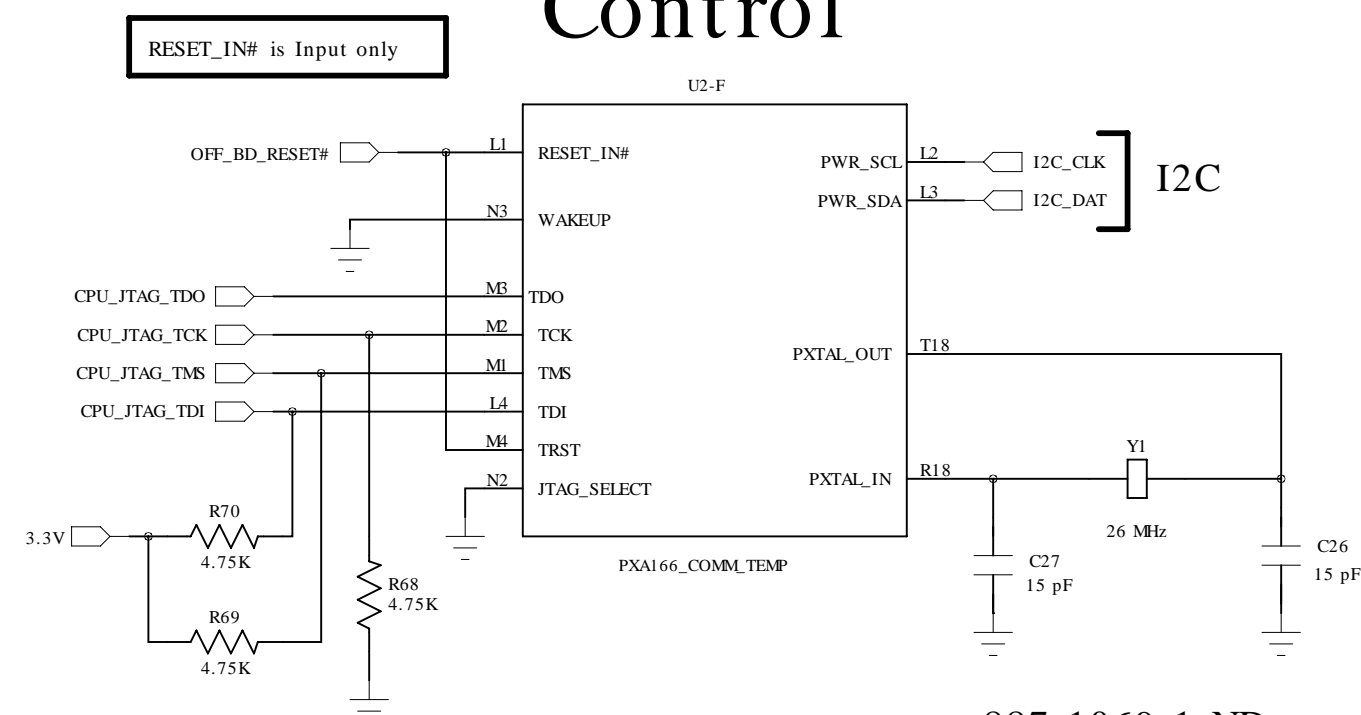 Control
RESET_IN# is Input only
U2-F
OFF_BD_RESET#
L1
RESET_IN#
PWR_SCL
L2
I2C_CLK
I2C
PWR_SDA
L3
I2C_DAT
N3
WAKEUP
CPU_JTAG_TDO
M3
TDO
CPU_JTAG_TCK
M2
TCK
PXTAL_OUT
T18
CPU_JTAG_TMS
M1
TMS
CPU_JTAG_TDI
L4
TDI
M4
TRST
Y1
N2
JTAG_SELECT
PXTAL_IN
R18
26 MHz
3.3V
R70
4.75K
PXA166_COMM_TEMP
C27
15 pF
C26
15 pF
R68
4.75K
R69
4.75K